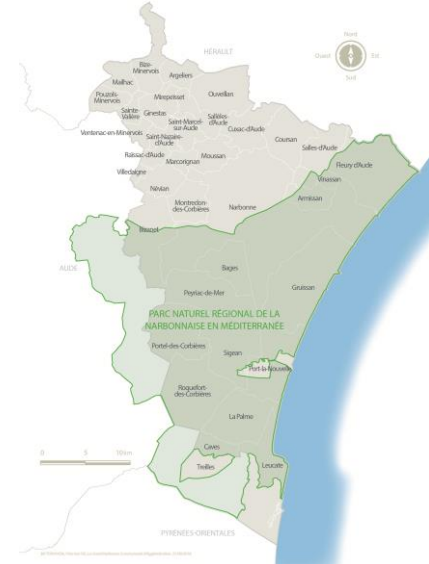 Nord
Ouest
Est
Sud
HÉRAULT
Bize-
Minervois
Mailhac
Argeliers
Pouzols-
Minervois
Mirepeisset
Ouveillan
Sainte-
Valière
Ginestas
Saint-Marcel-
sur-Aude
Sallèles-
d'Aude
Ventenac-en-Minervois
Saint-Nazaire-
d'Aude
Cuxac-d'Aude
Coursan
Salles-d'Aude
Raissac-d'Aude
Marcorignan
Moussan
Fleury d'Aude
Villedaigne
Vinassan
Névian
Armissan
Montredon-
des-Corbières
Narbonne
Bizanet
AUDE
Bages
Peyriac-de-Mer
Gruissan
PARC NATUREL RÉGIONAL DE LA
NARBONNAISE EN MÉDITERRANÉE
Portel-des-Corbières
Sigean
Port-la-Nouvelle
Roquefort-
des-Corbières
La Palme
Caves
Treilles
Leucate
0
5
10 km
PYRÉNÉES-ORIENTALES